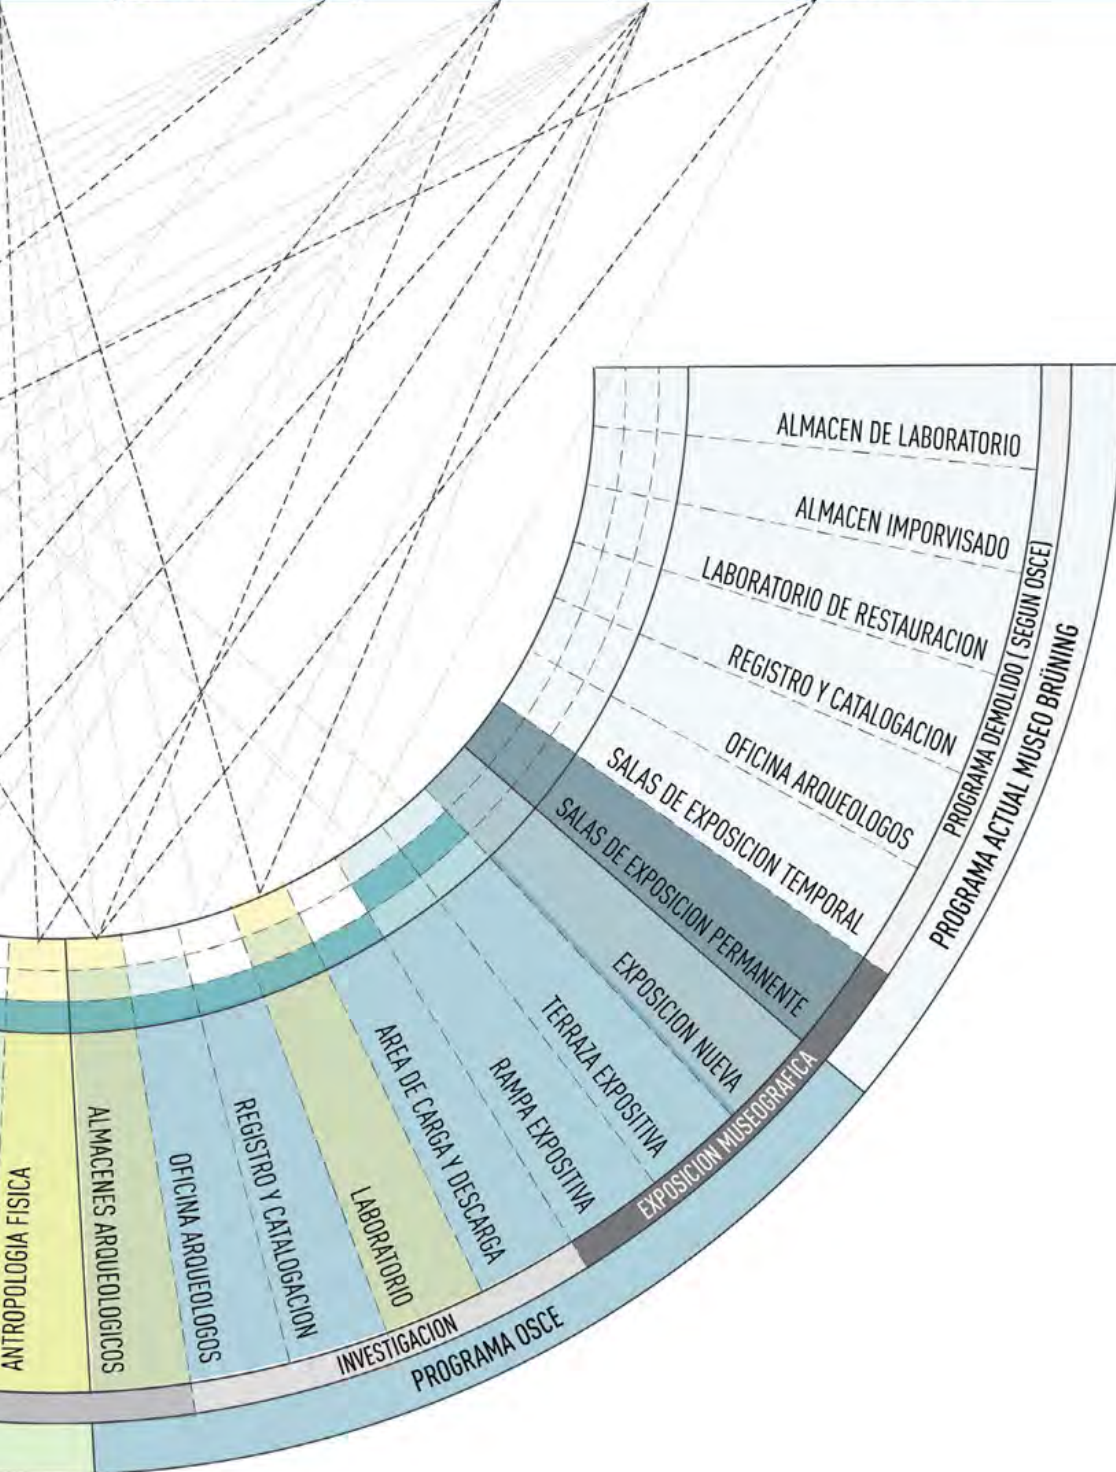 ALMACEN DE LABORATORIO
ALMACEN IMPORVISADO
LABORATORIO DE RESTAURACION
REGISTRO Y CATALOGACION
OFICINA ARQUEOLOGOS
SALAS DE EXPOSICION TEMPORAL
SALAS DE EXPOSICION PERMANENTE
EXPOSICION NUEVA
TERRAZA EXPOSITIVA
RAMPA EXPOSITIVA
AREA DE CARGA Y DESCARGA
LABORATORIO
REGISTRO Y CATALOGACION
OFICINA ARQUEOLOGOS
ALMACENES ARQUEOLOGICOS
ANTROPOLOGIA FISICA
PROGRAMA DEMOLIDO ( SEGUN OSCE)
PROGRAMA ACTUAL MUSEO BRÜNING
EXPOSICION MUSEOGRAFICA
INVESTIGACION
PROGRAMA OSCE